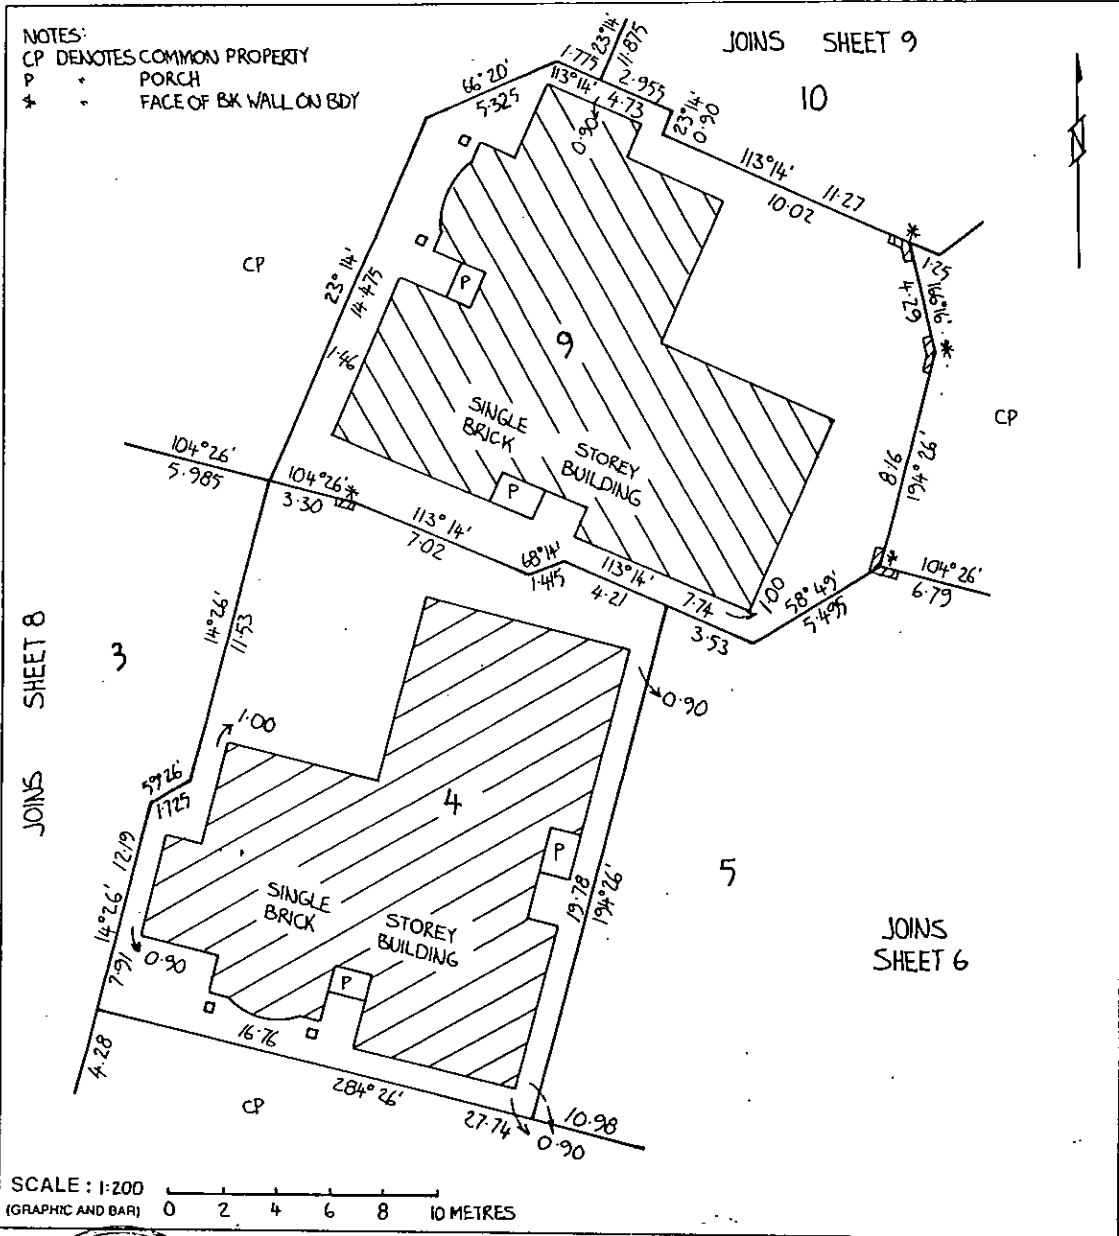 NOTES:
CP DENOTES COMMON PROPERTY
P " PORCH
* " FACE OF BK WALL ON BDY
JOINS SHEET 9
10
23°14'
11.875
1.775
2.955
66°20'
5.325
113°14'
4.73
0.90
23°14'
0.90
113°14'
11.27
10.02
*
1.25
166°16'
4.29
*
CP
23°14'
14.475
P
1.46
9
SINGLE
BRICK
STOREY
BUILDING
P
CP
8.16
194°26'
104°26'
5.985
104°26'
*
3.30
113°14'
7.02
68°14'
1.415
113°14'
4.21
7.74
1.00
3.53
58°49'
5.495
*
104°26'
6.79
JOINS SHEET 8
3
14°26'
11.53
0.90
1.00
59°26'
1.725
4
P
5
14°26'
12.19
7.91
0.90
SINGLE
BRICK
STOREY
BUILDING
P
19.78
194°26'
JOINS
SHEET 6
16.76
284°26'
27.74
4.28
CP
10.98
0.90
SCALE : 1:200
(GRAPHIC AND BAR)
0 2 4 6 8 10 METRES